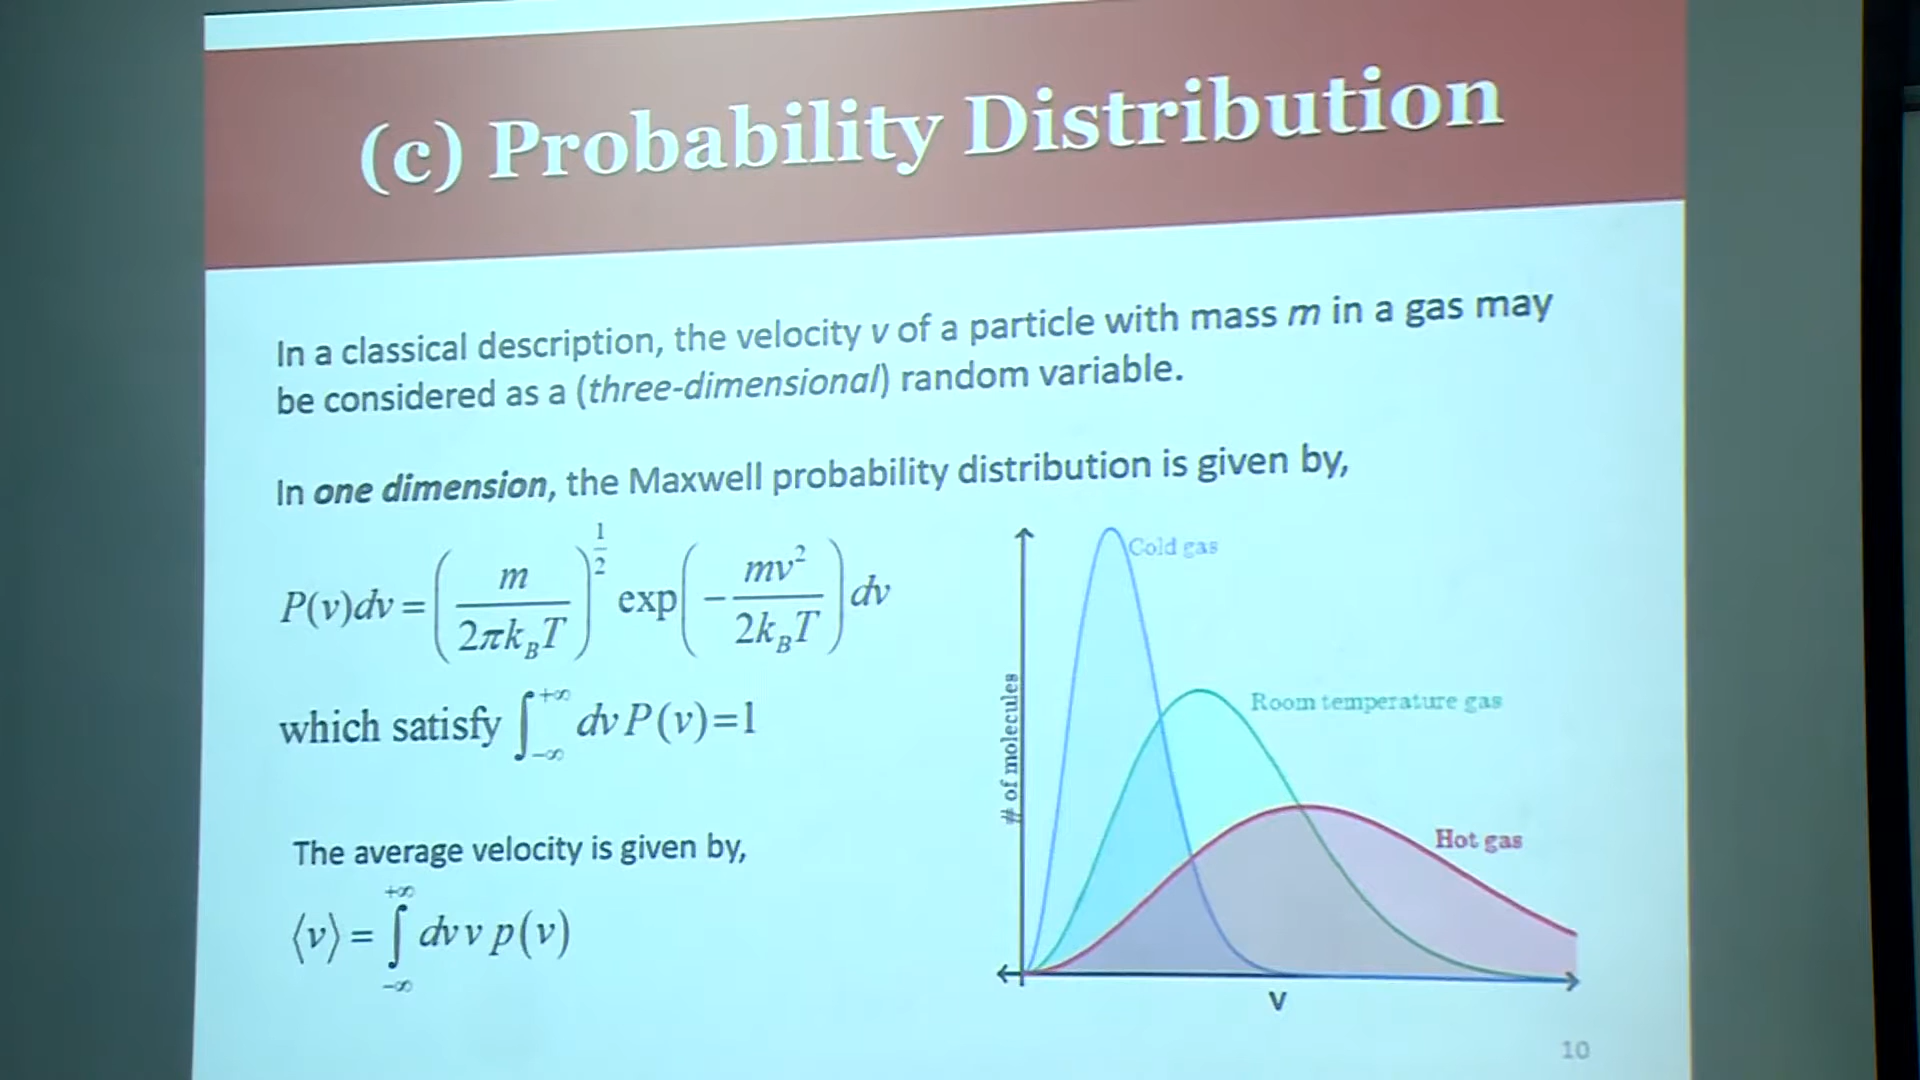 (c) Probability Distribution
In a classical description, the velocity v of a particle with mass m in a gas may
be considered as a (three-dimensional) random variable.
In one dimension, the Maxwell probability distribution is given by,
P(v)dv = (m / 2πk_BT)^(1/2) exp(− mv² / 2k_BT) dv
which satisfy ∫_{−∞}^{+∞} dv P(v)=1
The average velocity is given by,
⟨v⟩ = ∫_{−∞}^{+∞} dv v p(v)
Cold gas
Room temperature gas
Hot gas
# of molecules
v
10